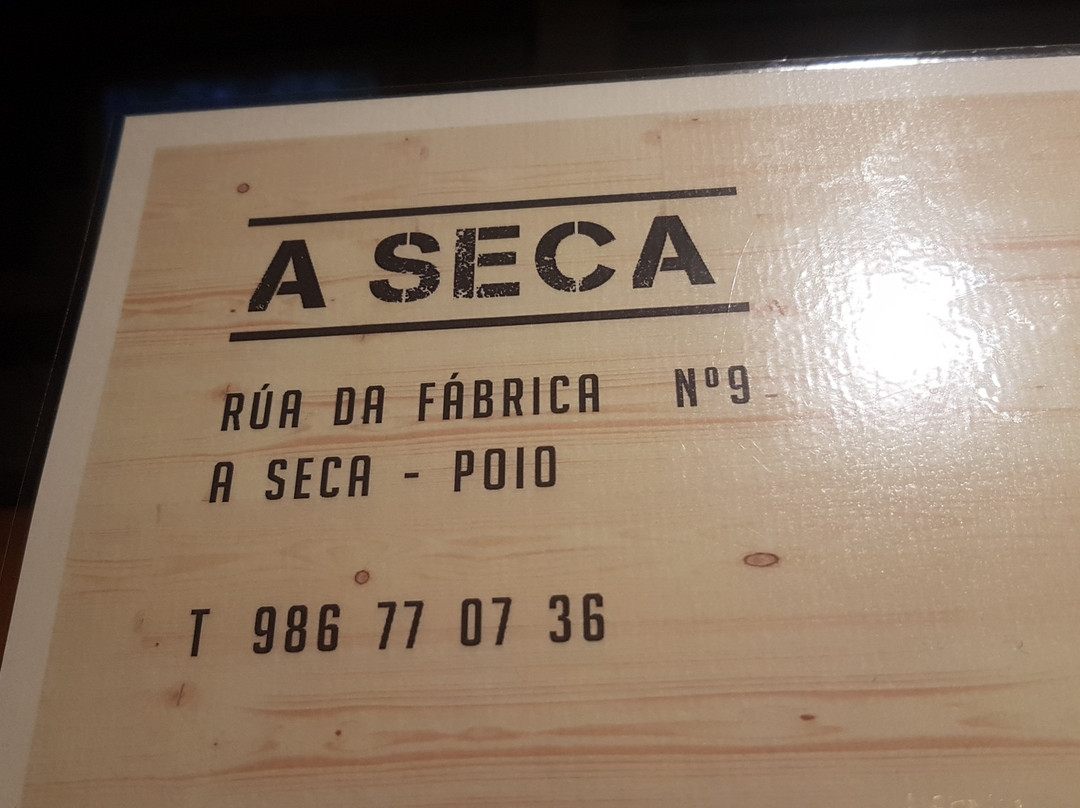 A SECA
RÚA DA FÁBRICA Nº9
A SECA - POIO
T 986 77 07 36